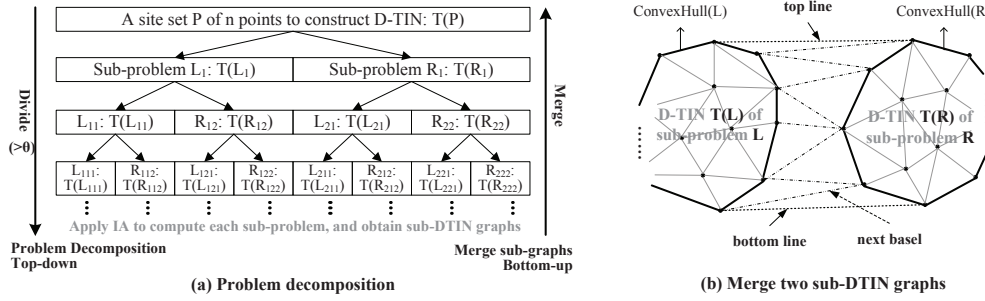 A site set P of n points to construct D-TIN: T(P)
Sub-problem L1: T(L1)
Sub-problem R1: T(R1)
L11: T(L11)
R12: T(R12)
L21: T(L21)
R22: T(R22)
L111:
T(L111)
R112:
T(R112)
L121:
T(L121)
R122:
T(R122)
L211:
T(L211)
R212:
T(R212)
L221:
T(L221)
R222:
T(R222)
Divide
(>θ)
Merge
Apply IA to compute each sub-problem, and obtain sub-DTIN graphs
Problem Decomposition
Top-down
Merge sub-graphs
Bottom-up
(a) Problem decomposition
ConvexHull(L)
top line
ConvexHull(R
D-TIN T(L) of
sub-problem L
D-TIN T(R) of
sub-problem R
bottom line
next basel
(b) Merge two sub-DTIN graphs